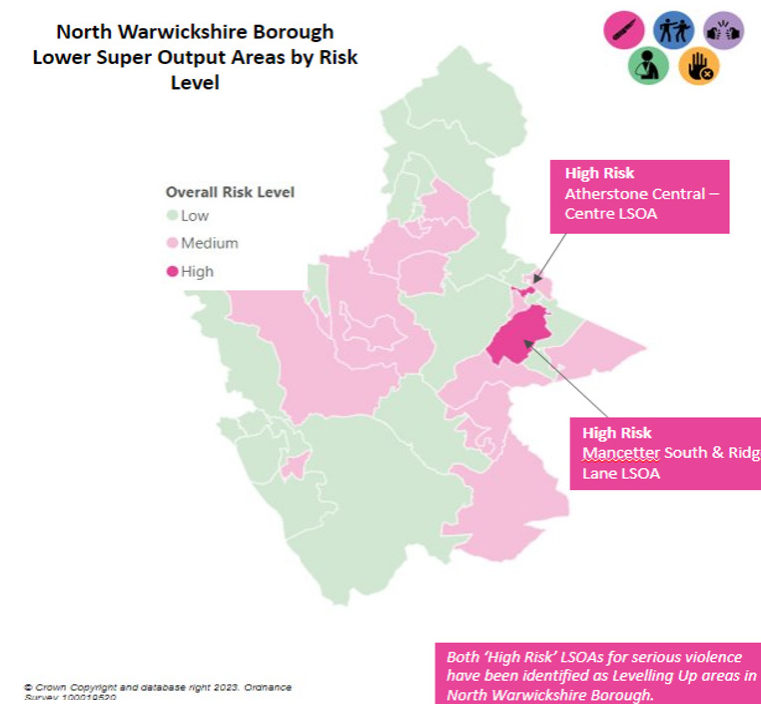 North Warwickshire Borough
Lower Super Output Areas by Risk
Level
Overall Risk Level
Low
Medium
High
High Risk
Atherstone Central –
Centre LSOA
High Risk
Mancetter South & Ridg
Lane LSOA
Both ‘High Risk’ LSOAs for serious violence
have been identified as Levelling Up areas in
North Warwickshire Borough.
© Crown Copyright and database right 2023. Ordnance
Survey 100019520